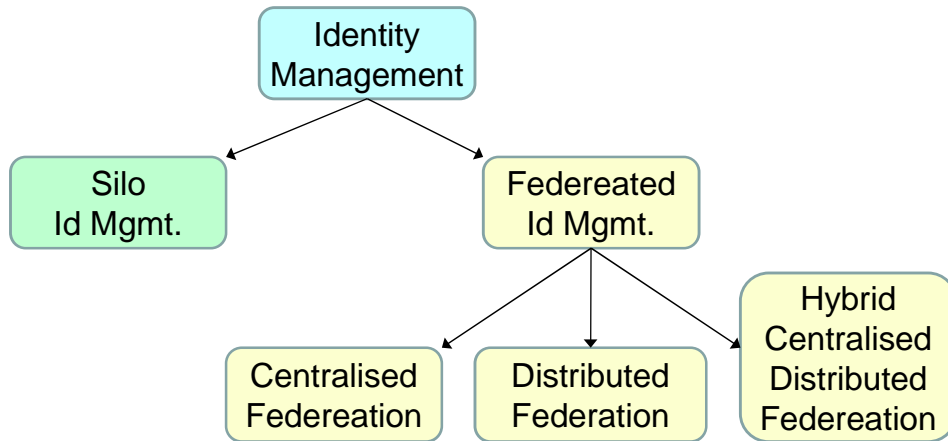 Identity
Management
Silo
Id Mgmt.
Federeated
Id Mgmt.
Centralised
Federeation
Distributed
Federation
Hybrid
Centralised
Distributed
Federeation